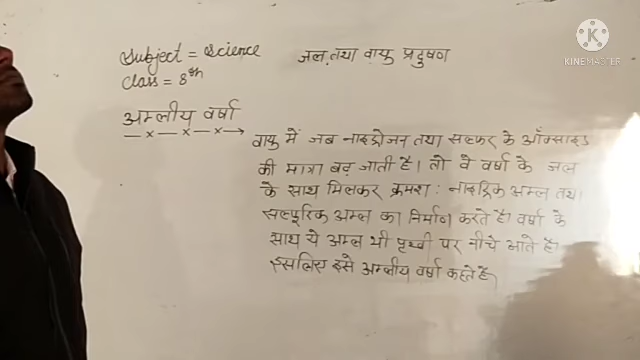 Subject = Science
जल, तथा वायु प्रदुषण
Class = 8th
अम्लीय वर्षा
वायु में जब नाइट्रोजन तथा सल्फर के ऑक्साइड
की मात्रा बढ़ जाती है। तो वे वर्षा के जल
के साथ मिलकर क्रमश: नाइट्रिक अम्ल तथा
सल्फ्यूरिक अम्ल का निर्माण करते है। वर्षा के
साथ ये अम्ल भी पृथ्वी पर नीचे आते है।
इसलिए इसे अम्लीय वर्षा कहते है।
KINEMASTER